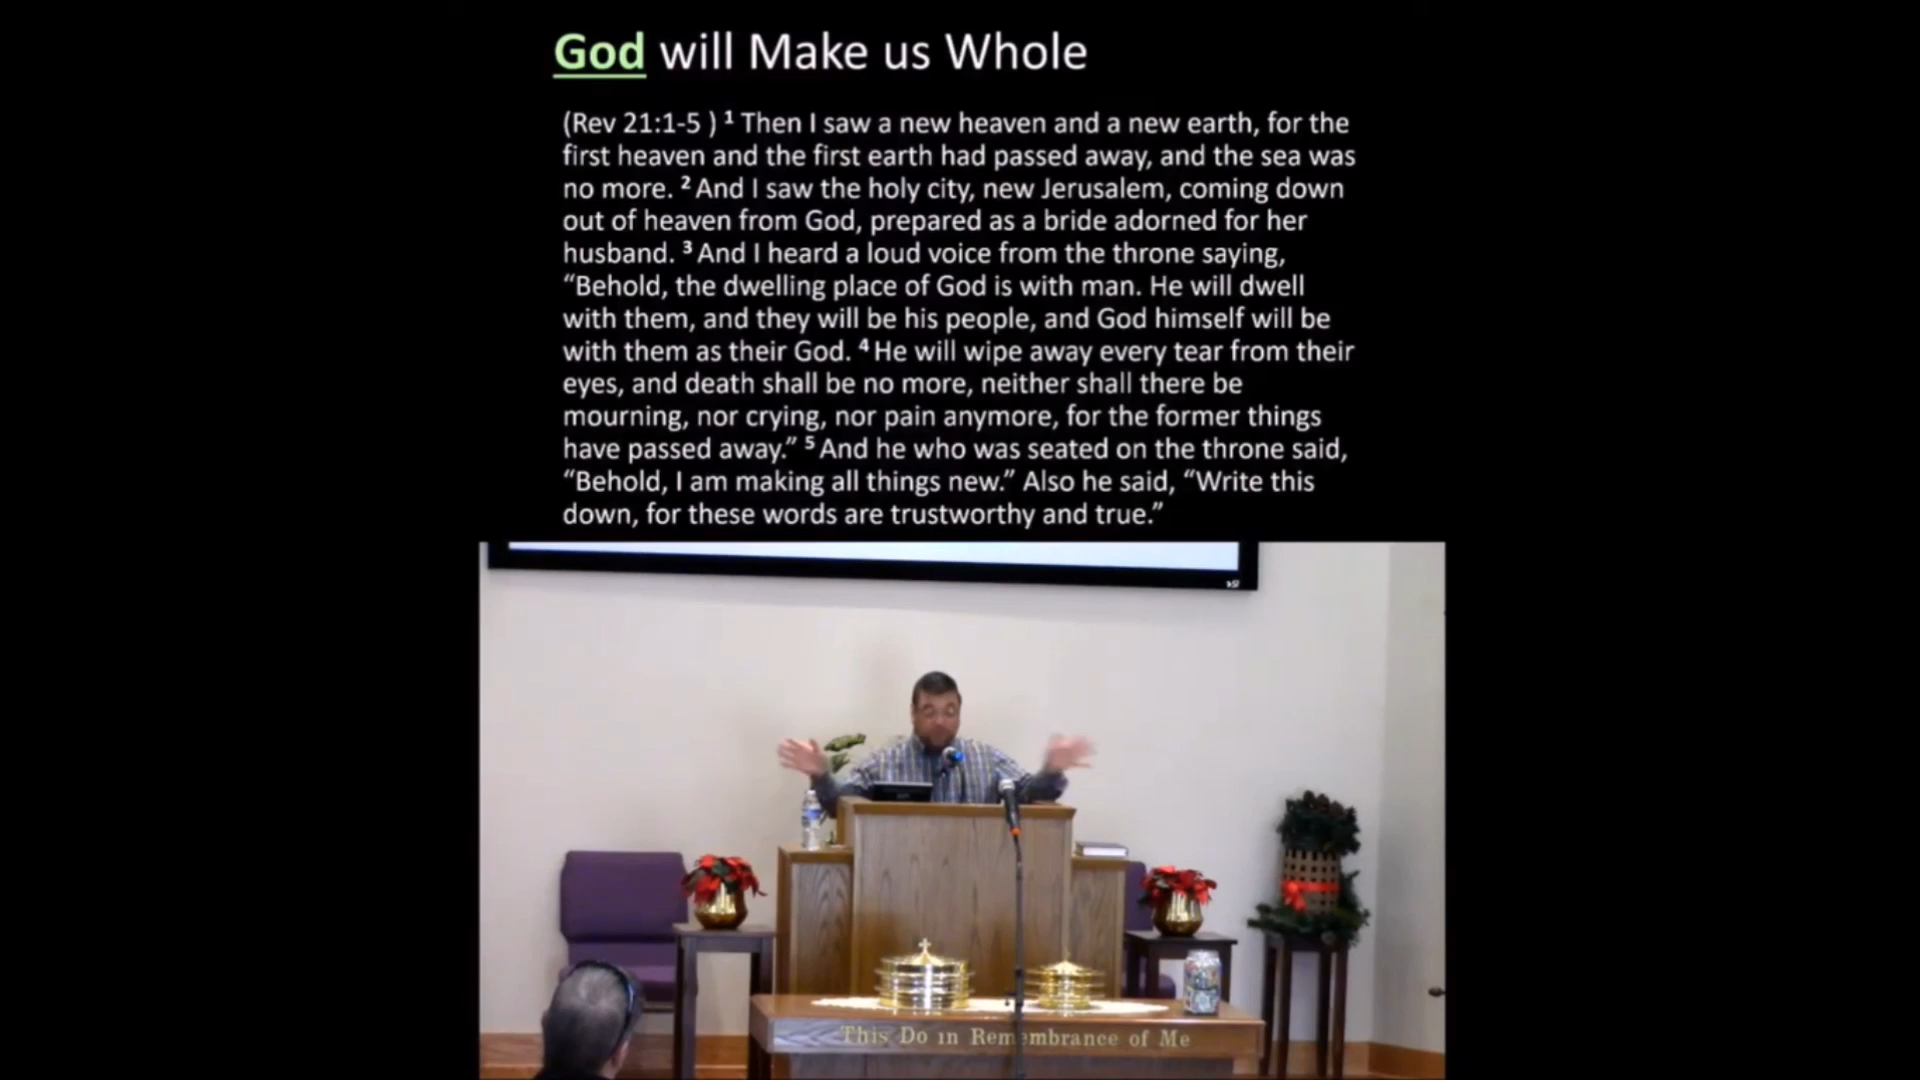 God will Make us Whole
(Rev 21:1-5 ) ¹ Then I saw a new heaven and a new earth, for the
first heaven and the first earth had passed away, and the sea was
no more. ² And I saw the holy city, new Jerusalem, coming down
out of heaven from God, prepared as a bride adorned for her
husband. ³ And I heard a loud voice from the throne saying,
“Behold, the dwelling place of God is with man. He will dwell
with them, and they will be his people, and God himself will be
with them as their God. ⁴ He will wipe away every tear from their
eyes, and death shall be no more, neither shall there be
mourning, nor crying, nor pain anymore, for the former things
have passed away.” ⁵ And he who was seated on the throne said,
“Behold, I am making all things new.” Also he said, “Write this
down, for these words are trustworthy and true.”
This Do in Remembrance of Me